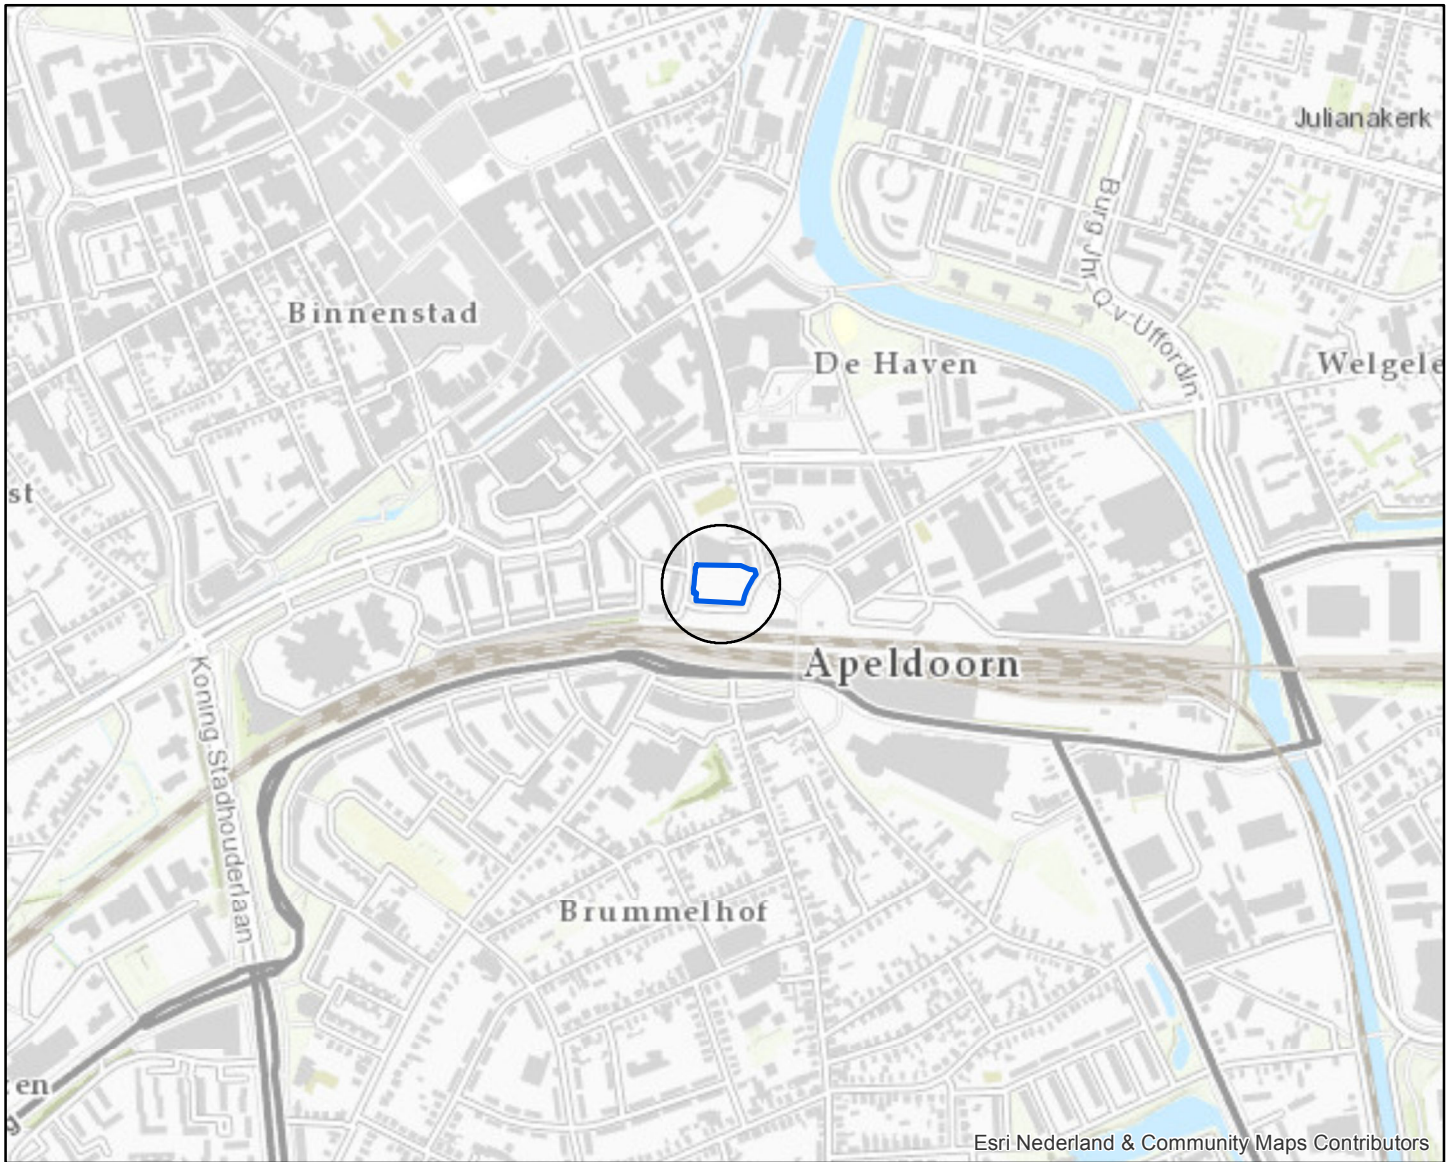 Julianakerk
Burg Jhr Q-v-Uffordln
Binnenstad
De Haven
Welgele
st
Apeldoorn
Koning Stadhouderlaan
Brummelhof
en
g
Esri Nederland & Community Maps Contributors